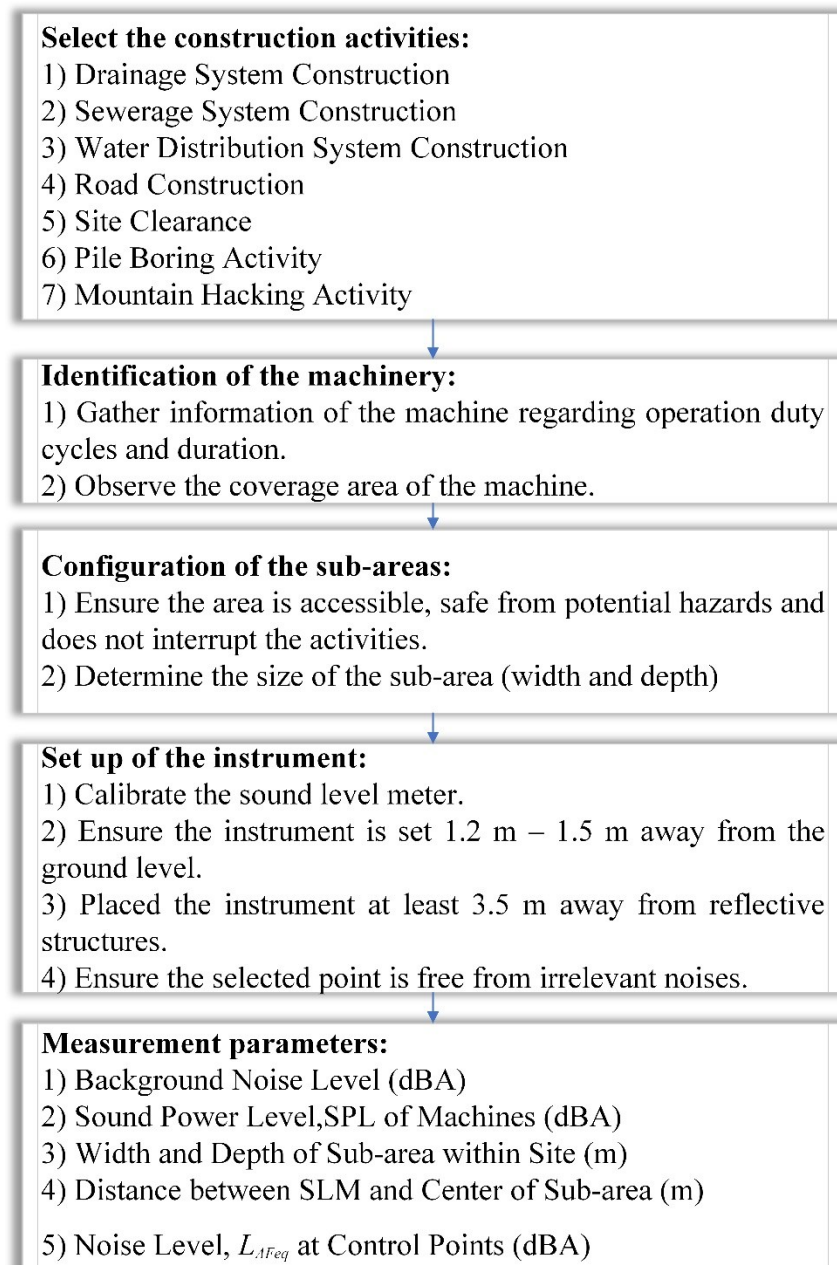 Select the construction activities:
1) Drainage System Construction
2) Sewerage System Construction
3) Water Distribution System Construction
4) Road Construction
5) Site Clearance
6) Pile Boring Activity
7) Mountain Hacking Activity
Identification of the machinery:
1) Gather information of the machine regarding operation duty
cycles and duration.
2) Observe the coverage area of the machine.
Configuration of the sub-areas:
1) Ensure the area is accessible, safe from potential hazards and
does not interrupt the activities.
2) Determine the size of the sub-area (width and depth)
Set up of the instrument:
1) Calibrate the sound level meter.
2) Ensure the instrument is set 1.2 m – 1.5 m away from the
ground level.
3) Placed the instrument at least 3.5 m away from reflective
structures.
4) Ensure the selected point is free from irrelevant noises.
Measurement parameters:
1) Background Noise Level (dBA)
2) Sound Power Level,SPL of Machines (dBA)
3) Width and Depth of Sub-area within Site (m)
4) Distance between SLM and Center of Sub-area (m)
5) Noise Level, L_AFeq at Control Points (dBA)